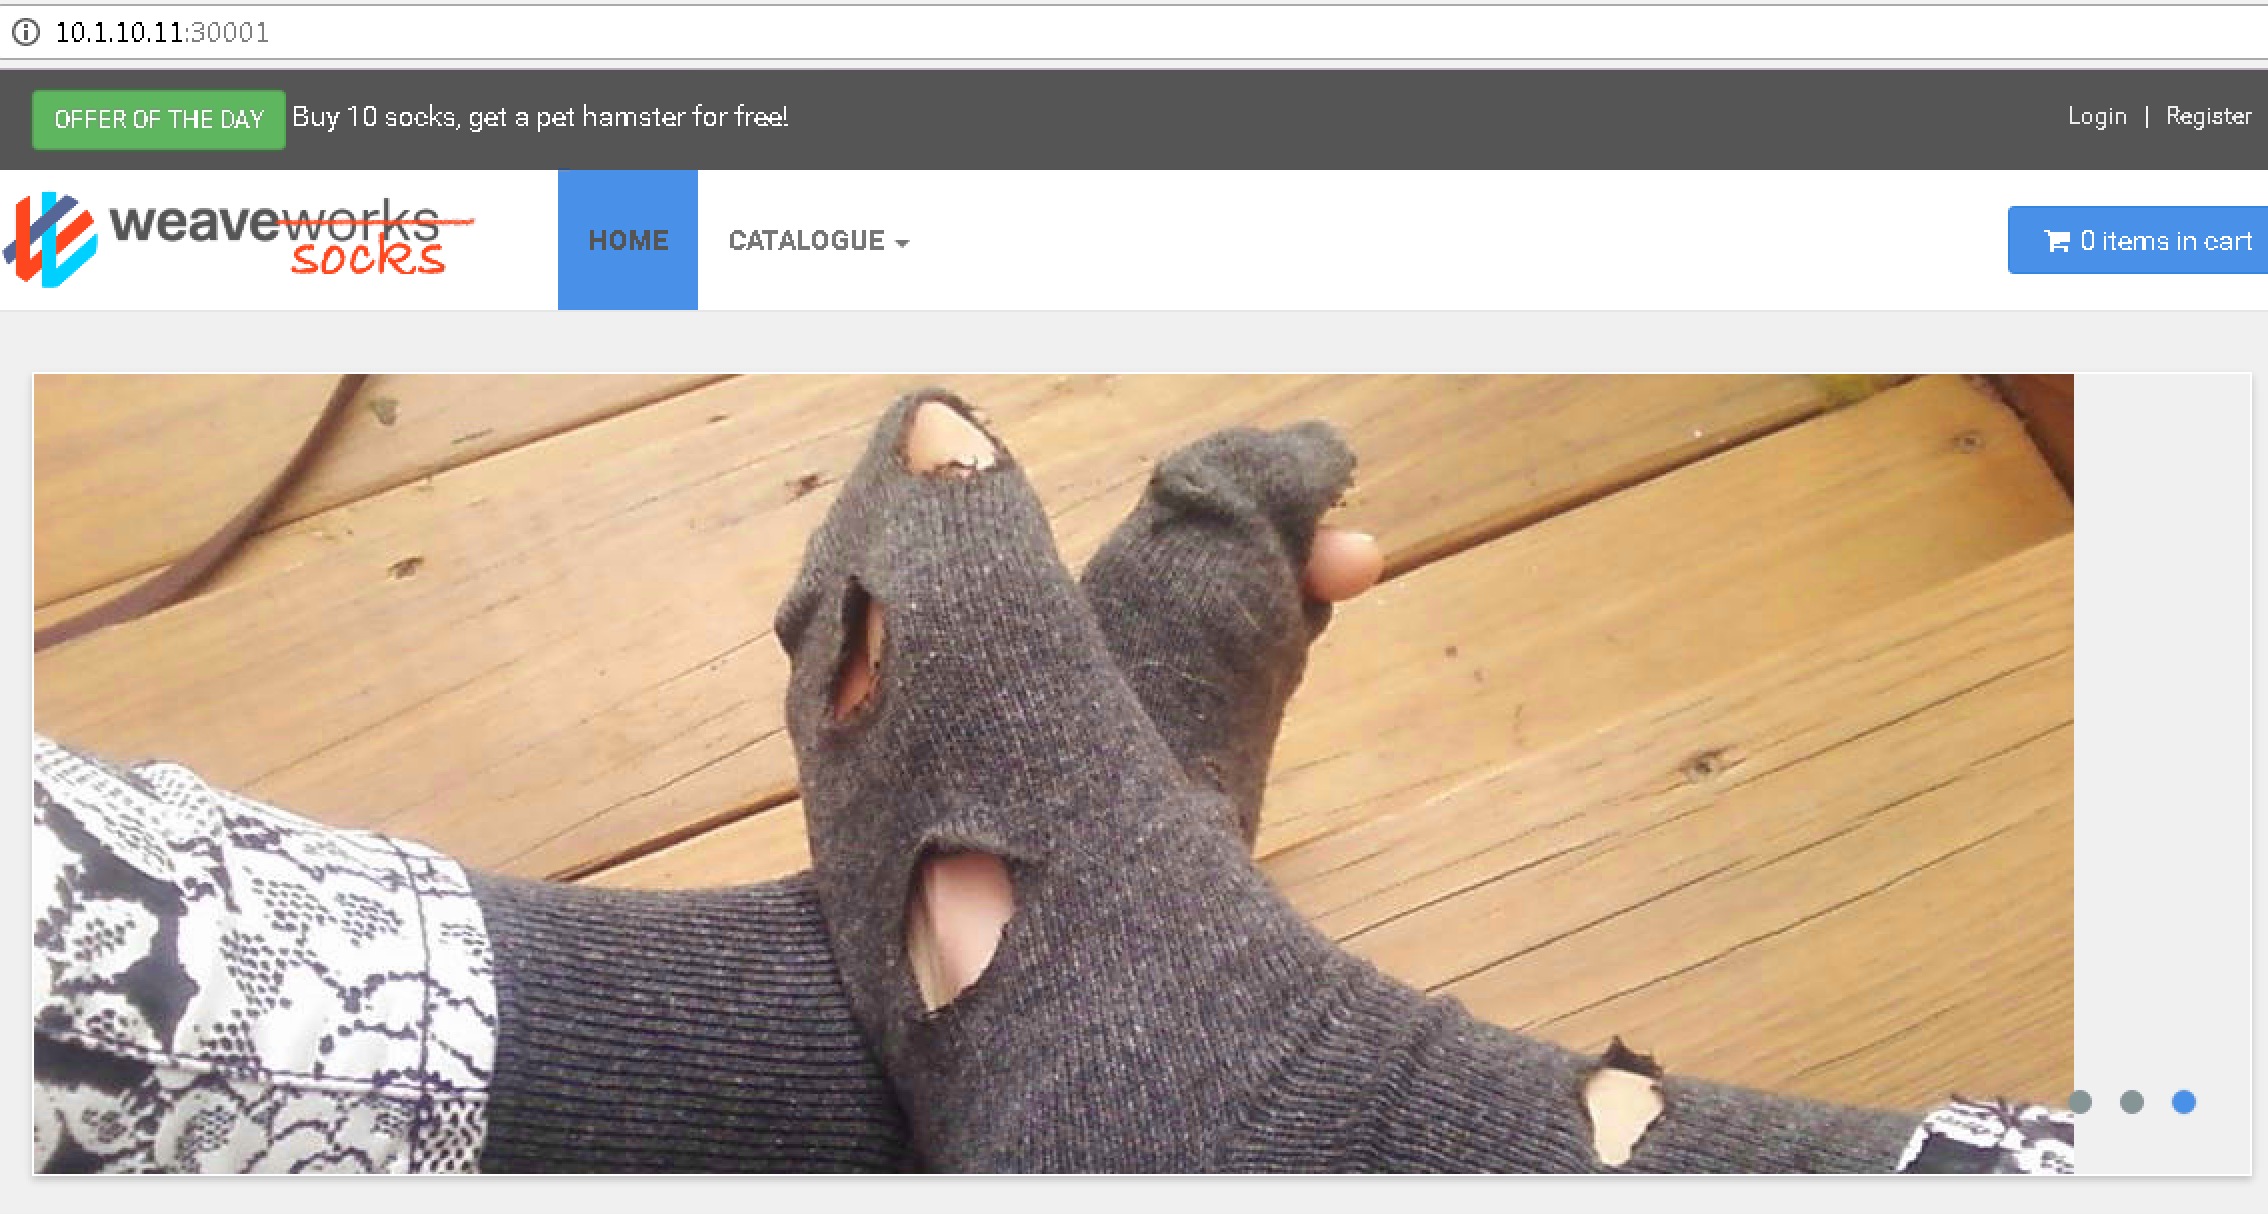 10.1.10.11:30001
OFFER OF THE DAY Buy 10 socks, get a pet hamster for free!
Login | Register
weaveworks
socks
HOME
CATALOGUE
0 items in cart